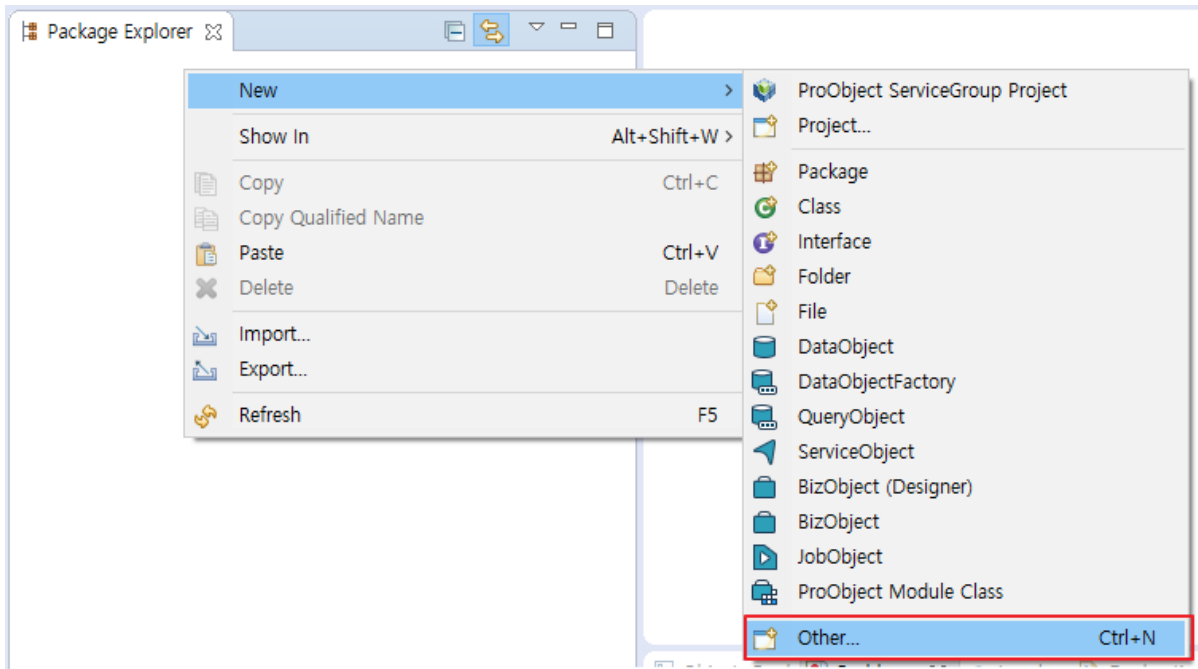 Package Explorer
New
Show In Alt+Shift+W
Copy Ctrl+C
Copy Qualified Name
Paste Ctrl+V
Delete Delete
Import...
Export...
Refresh F5
ProObject ServiceGroup Project
Project...
Package
Class
Interface
Folder
File
DataObject
DataObjectFactory
QueryObject
ServiceObject
BizObject (Designer)
BizObject
JobObject
ProObject Module Class
Other... Ctrl+N